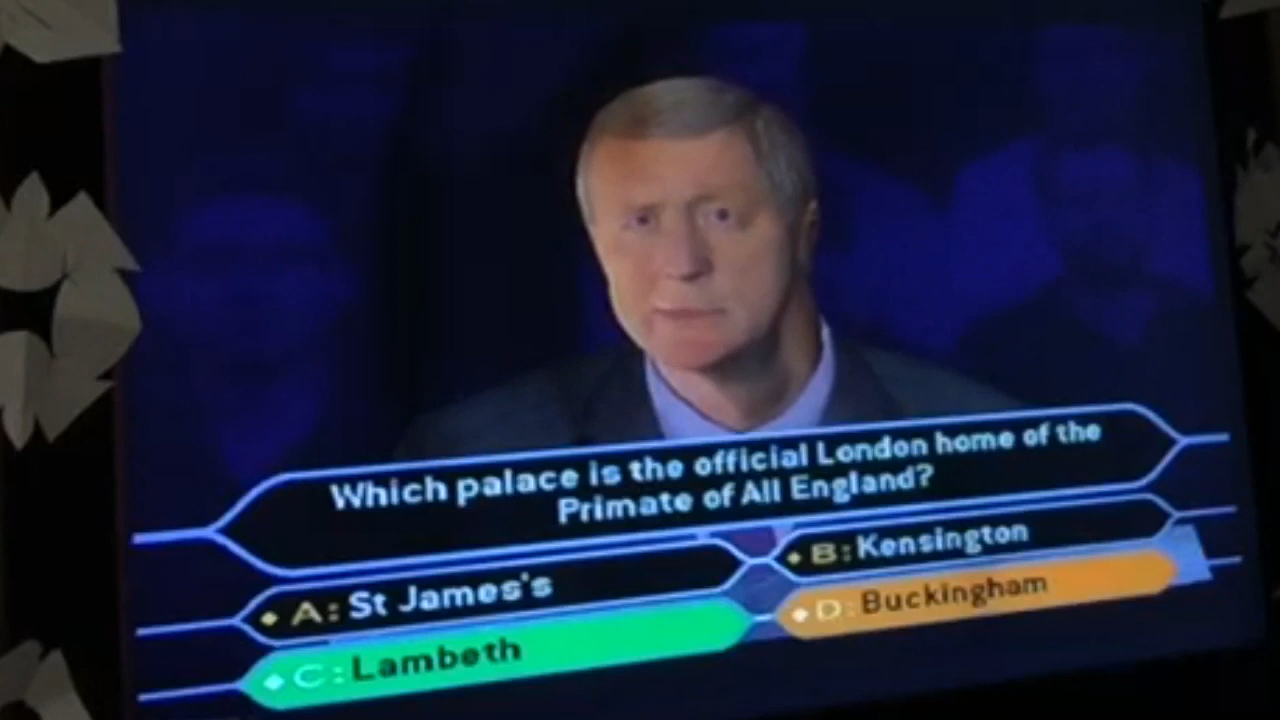 Which palace is the official London home of the
Primate of All England?
A: St James's
B: Kensington
C: Lambeth
D: Buckingham